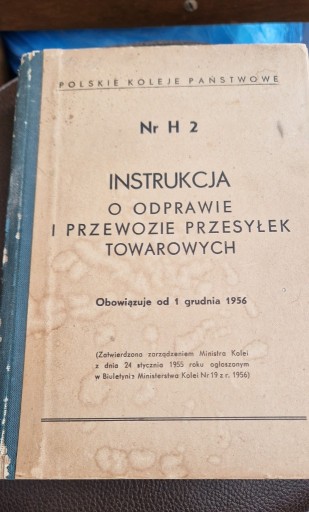 POLSKIE KOLEJE PAŃSTWOWE
Nr H 2
INSTRUKCJA
O ODPRAWIE
I PRZEWOZIE PRZESYŁEK
TOWAROWYCH
Obowiązuje od 1 grudnia 1956
(Zatwierdzona zarządzeniem Ministra Kolei
z dnia 24 stycznia 1955 roku ogłoszonym
w Biuletynie Ministerstwa Kolei Nr 19 z r. 1956)